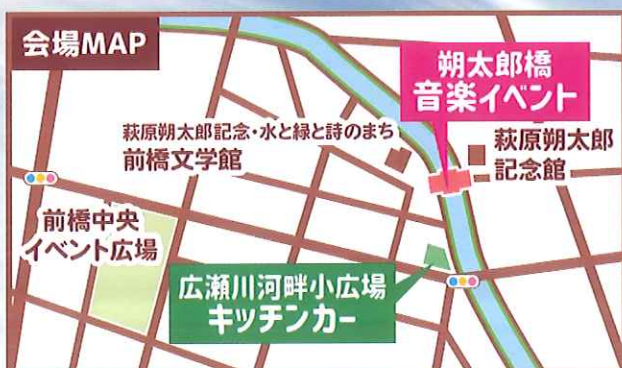 会場MAP
朔太郎橋
音楽イベント
萩原朔太郎記念・水と緑と詩のまち
前橋文学館
萩原朔太郎
記念館
前橋中央
イベント広場
広瀬川河畔小広場
キッチンカー